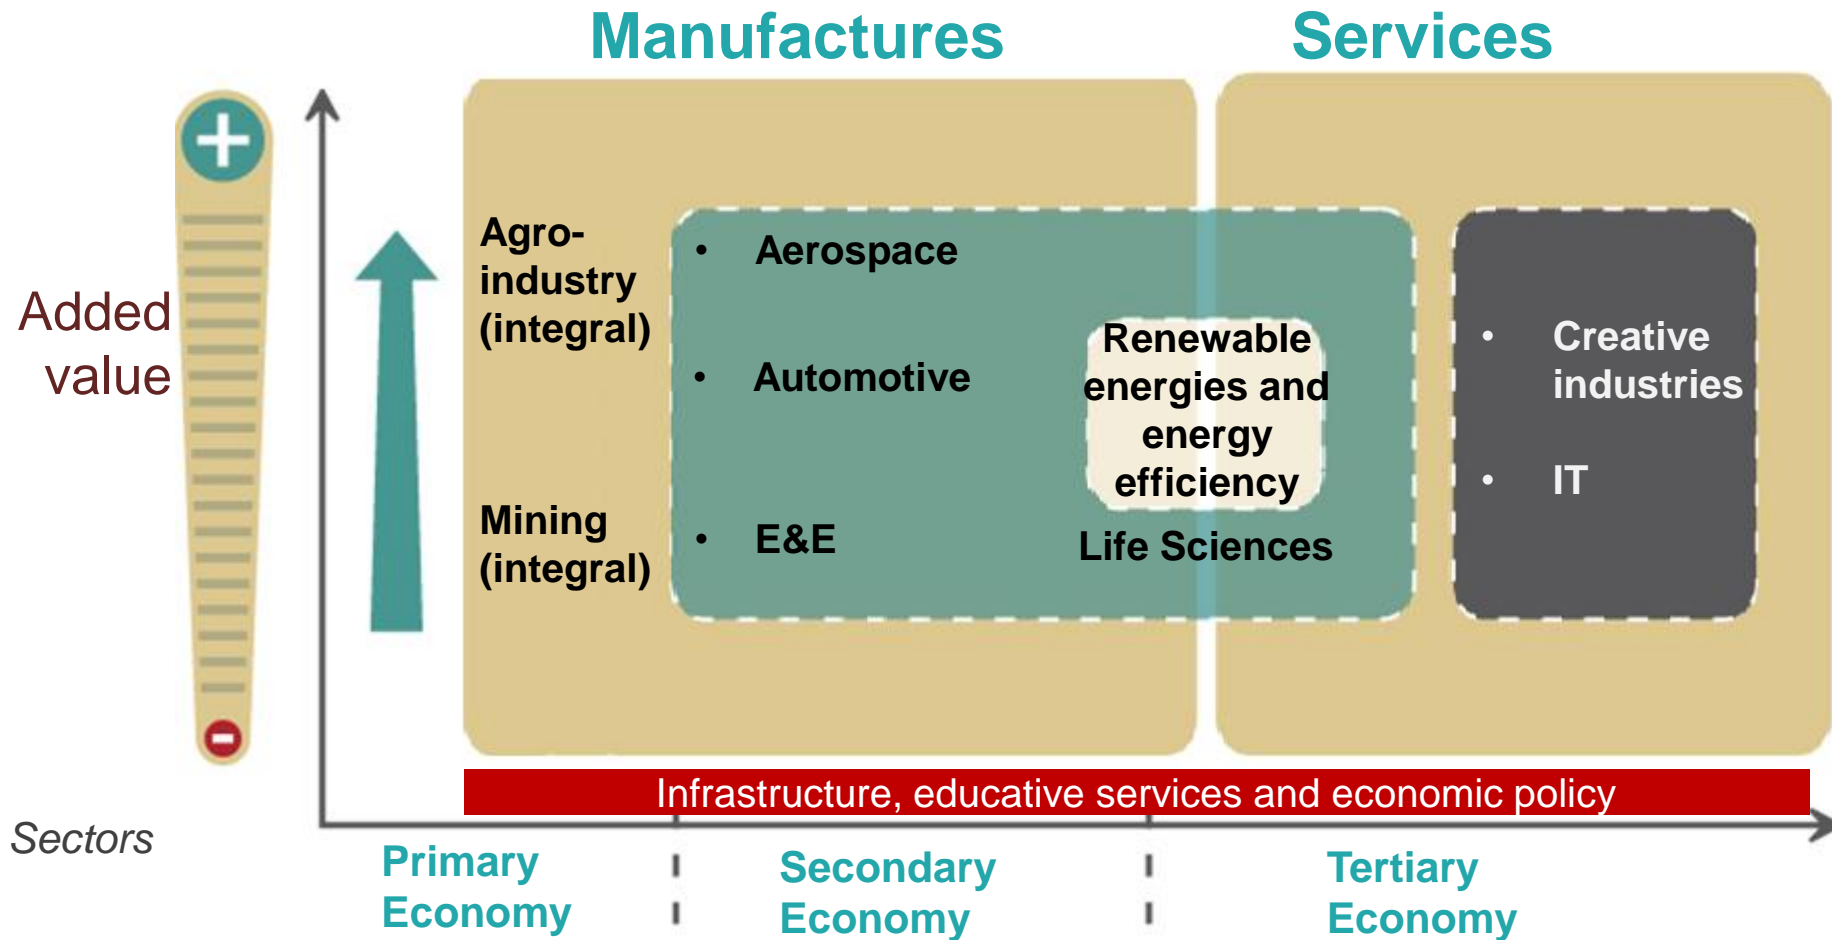 Manufactures
Services
Added
value
Agro-
industry
(integral)
Mining
(integral)
• Aerospace
• Automotive
• E&E
Renewable
energies and
energy
efficiency
Life Sciences
• Creative
industries
• IT
Infrastructure, educative services and economic policy
Sectors
Primary
Economy
Secondary
Economy
Tertiary
Economy